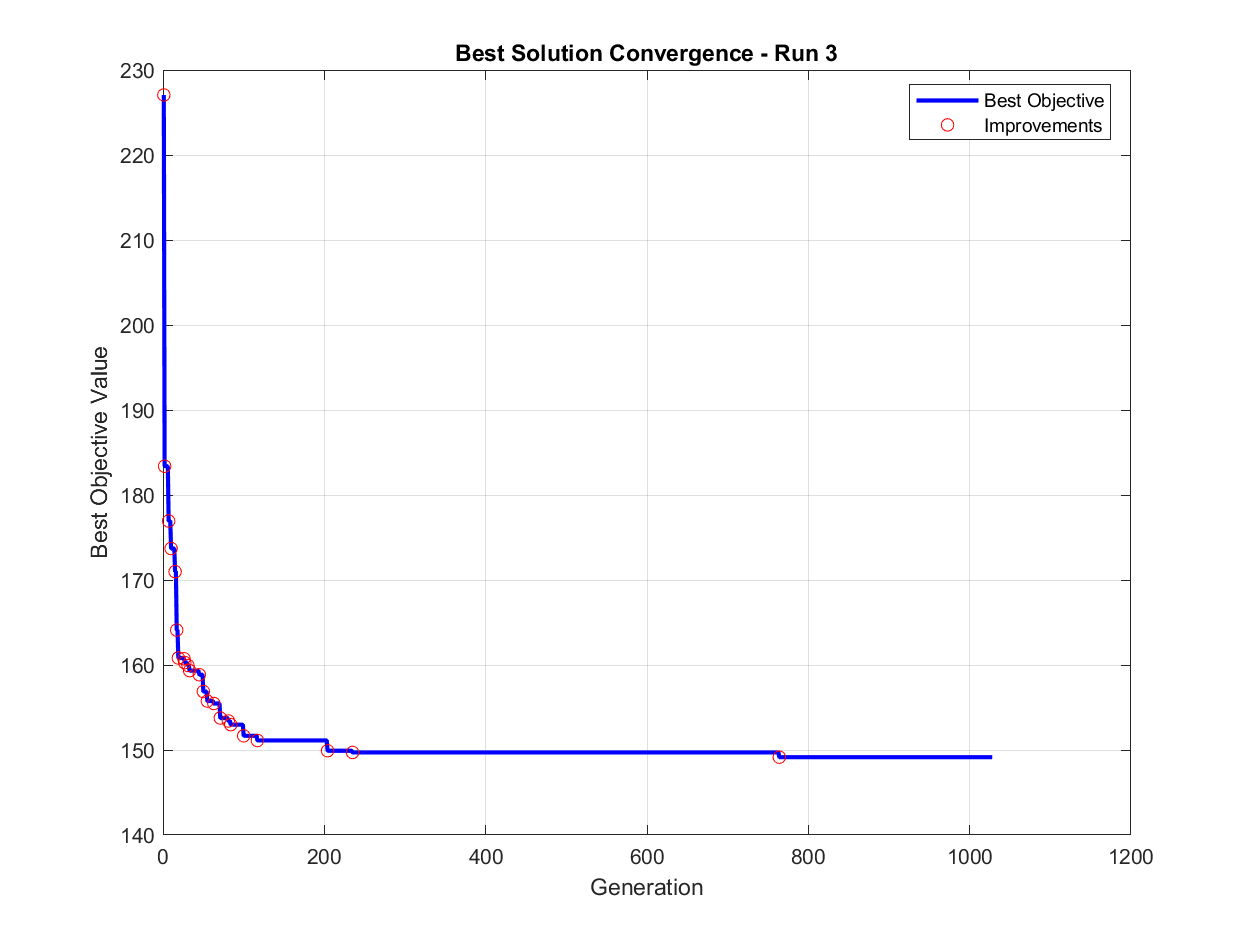 Best Solution Convergence - Run 3
230
220
210
200
190
180
170
160
150
140
Best Objective Value
Best Objective
Improvements
0 200 400 600 800 1000 1200
Generation